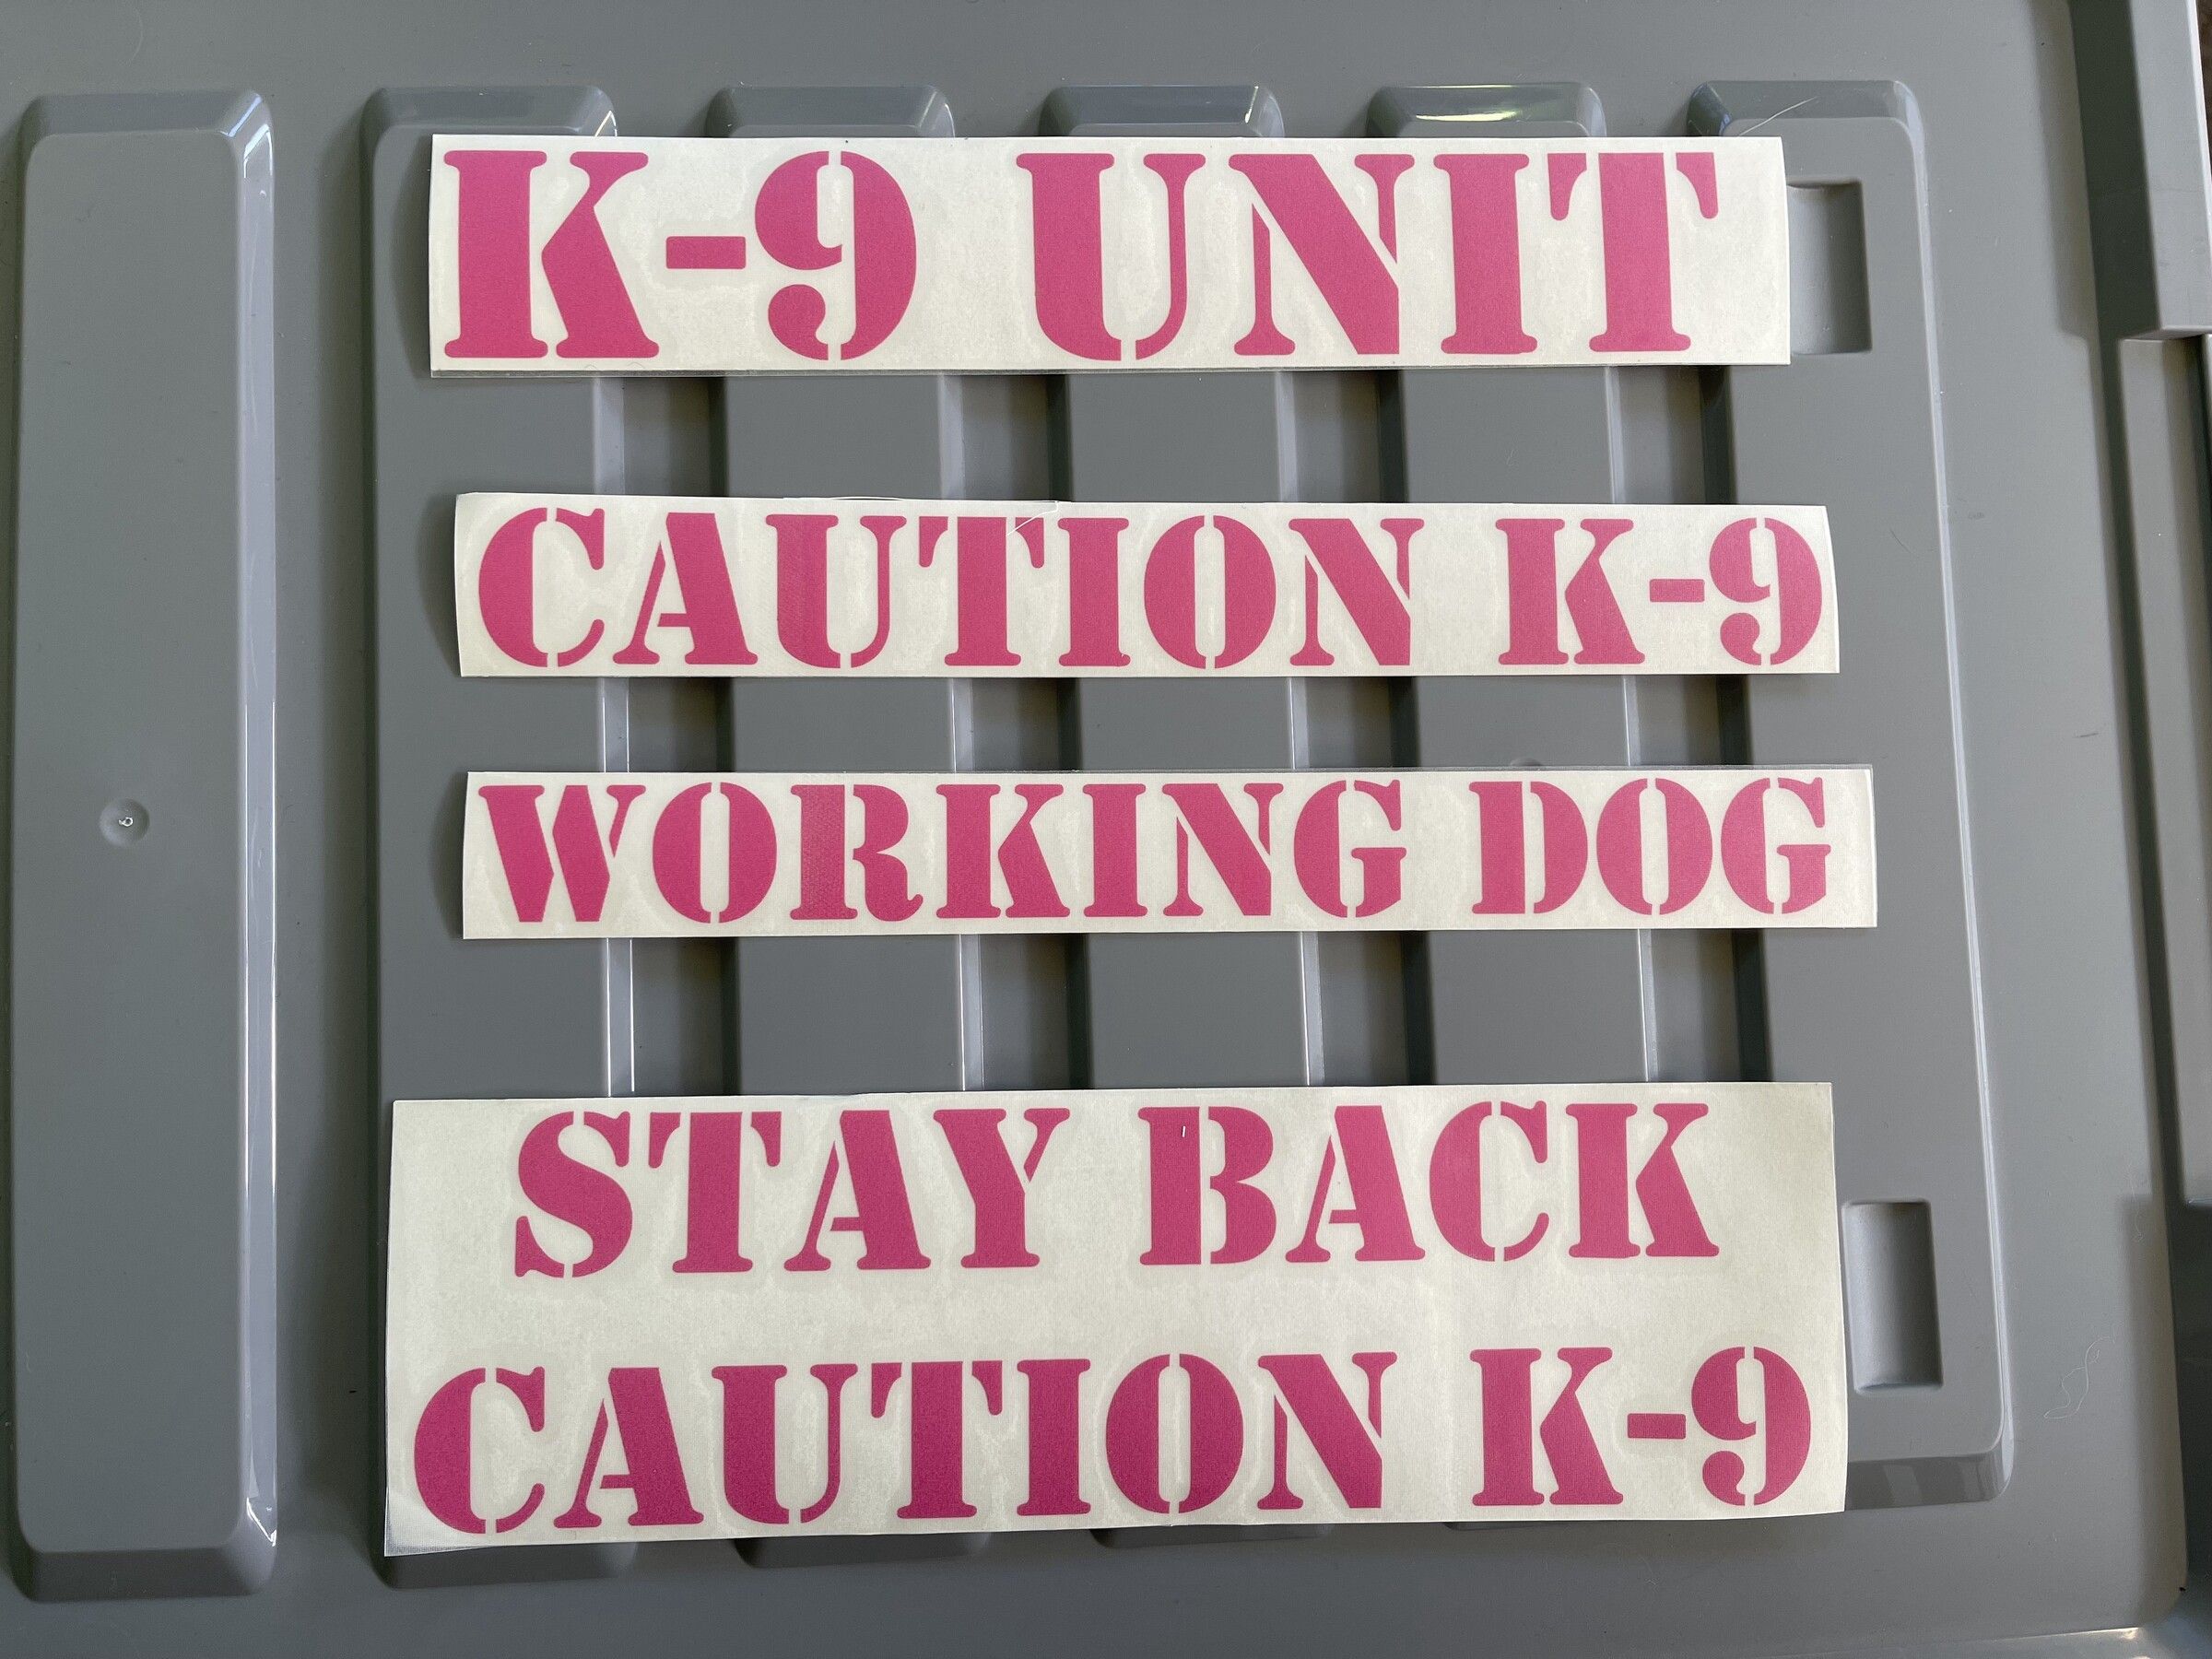 K-9 UNIT
CAUTION K-9
WORKING DOG
STAY BACK
CAUTION K-9